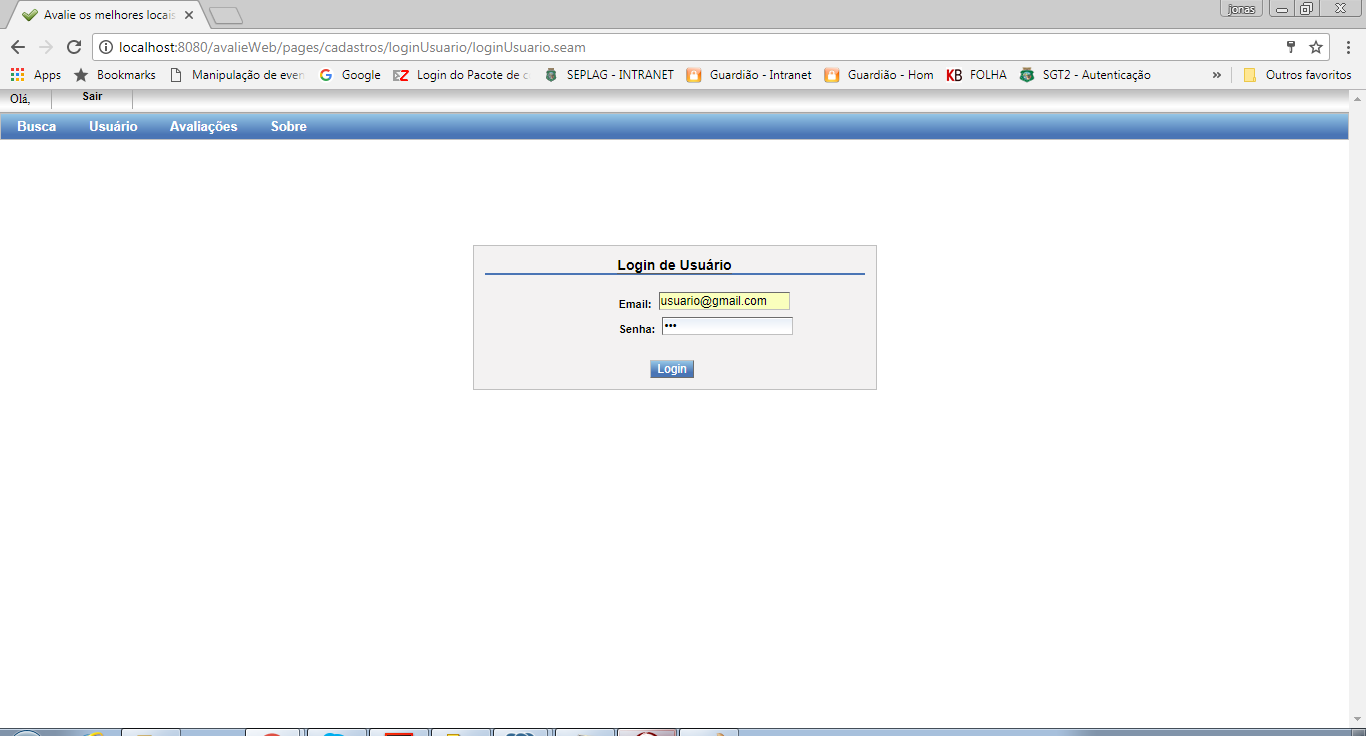 Avalie os melhores locais
jonas
localhost:8080/avalieWeb/pages/cadastros/loginUsuario/loginUsuario.seam
Apps Bookmarks Manipulação de even Google Login do Pacote de c SEPLAG - INTRANET Guardião - Intranet Guardião - Hom KB FOLHA SGT2 - Autenticação » Outros favoritos
Olá, Sair
Busca Usuário Avaliações Sobre
Login de Usuário
Email: usuario@gmail.com
Senha: •••
Login